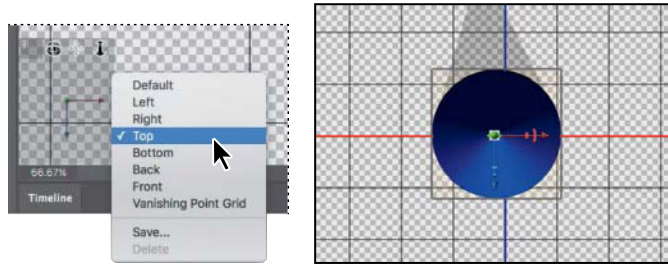 Default
Left
Right
✓ Top
Bottom
Back
Front
Vanishing Point Grid
Save...
Delete
66.67%
Timeline